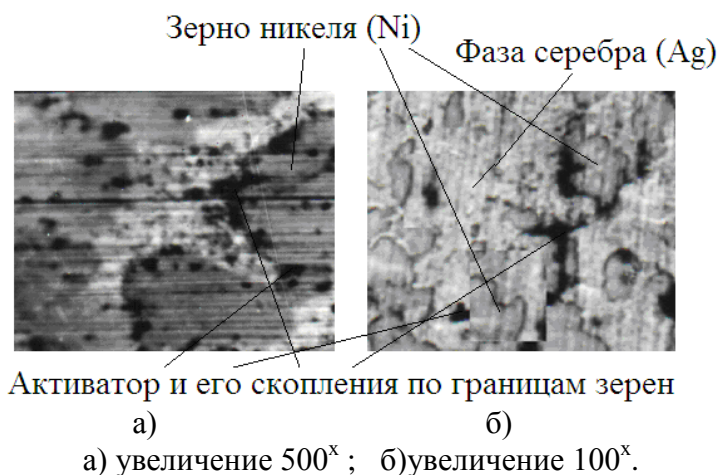 Зерно никеля (Ni)
Фаза серебра (Ag)
Активатор и его скопления по границам зерен
а) б)
а) увеличение 500ˣ ; б)увеличение 100ˣ.